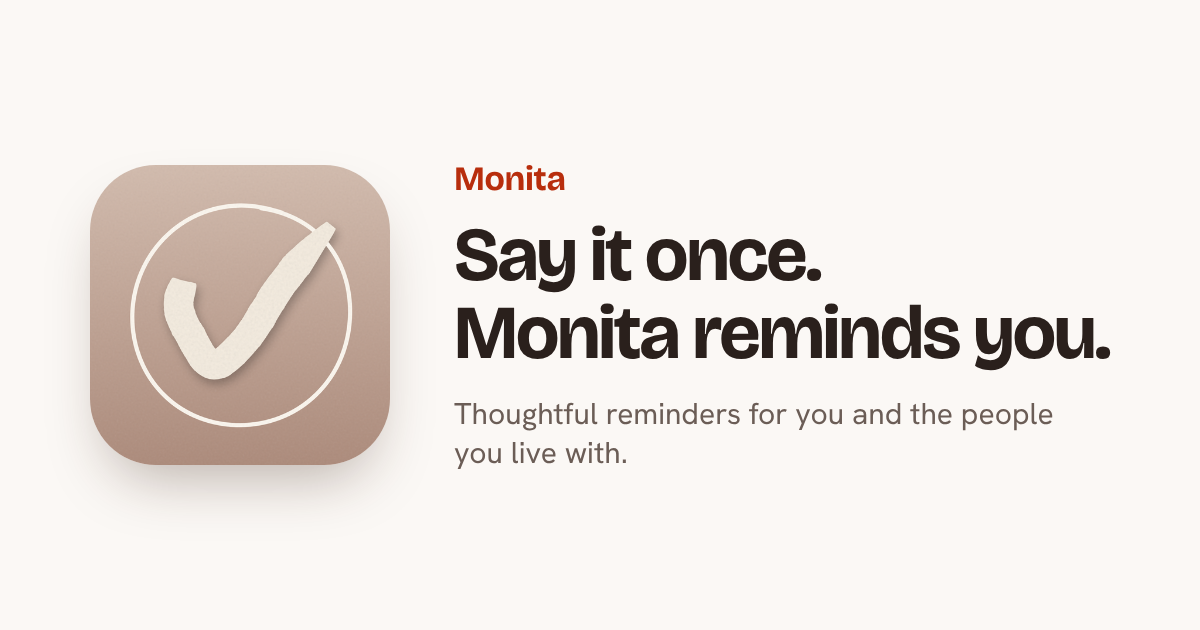 Monita
Say it once.
Monita reminds you.
Thoughtful reminders for you and the people
you live with.